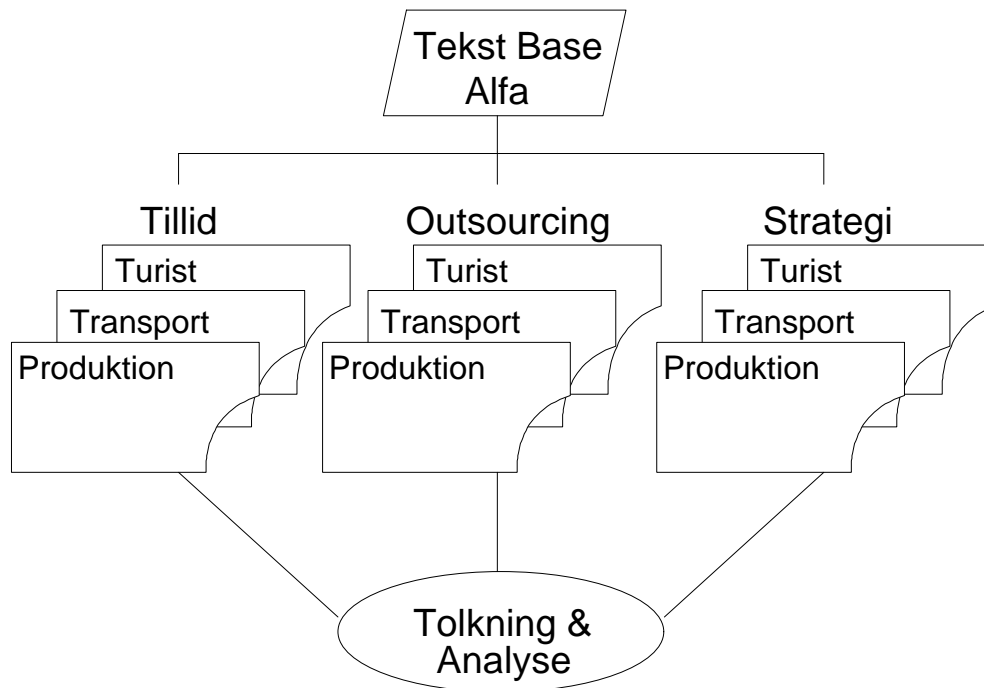 Tekst Base
Alfa
Tillid
Outsourcing
Strategi
Turist
Turist
Turist
Transport
Transport
Transport
Produktion
Produktion
Produktion
Tolkning &
Analyse